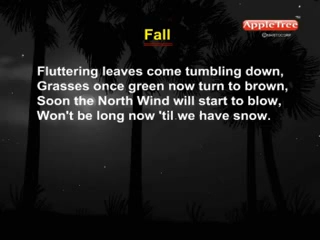 Fall
AppleTree
Fluttering leaves come tumbling down,
Grasses once green now turn to brown,
Soon the North Wind will start to blow,
Won't be long now 'til we have snow.